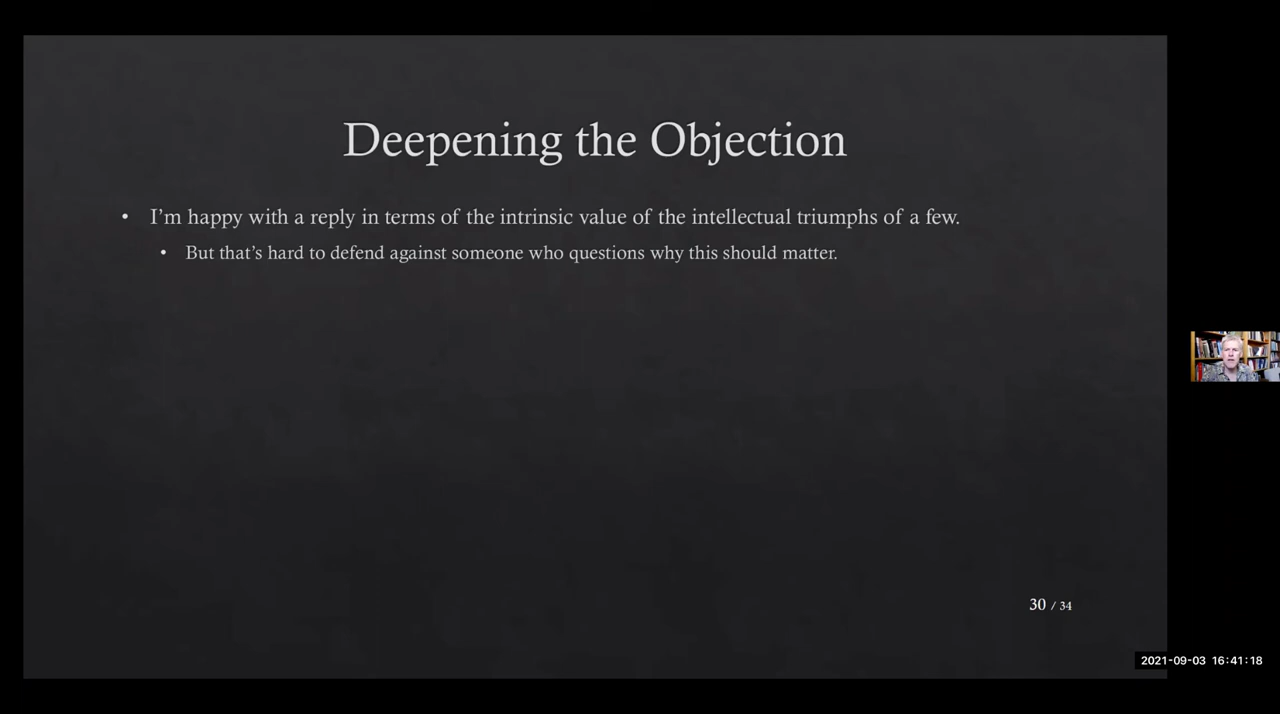 Deepening the Objection
• I’m happy with a reply in terms of the intrinsic value of the intellectual triumphs of a few.
• But that’s hard to defend against someone who questions why this should matter.
30 / 34
2021-09-03 16:41:18